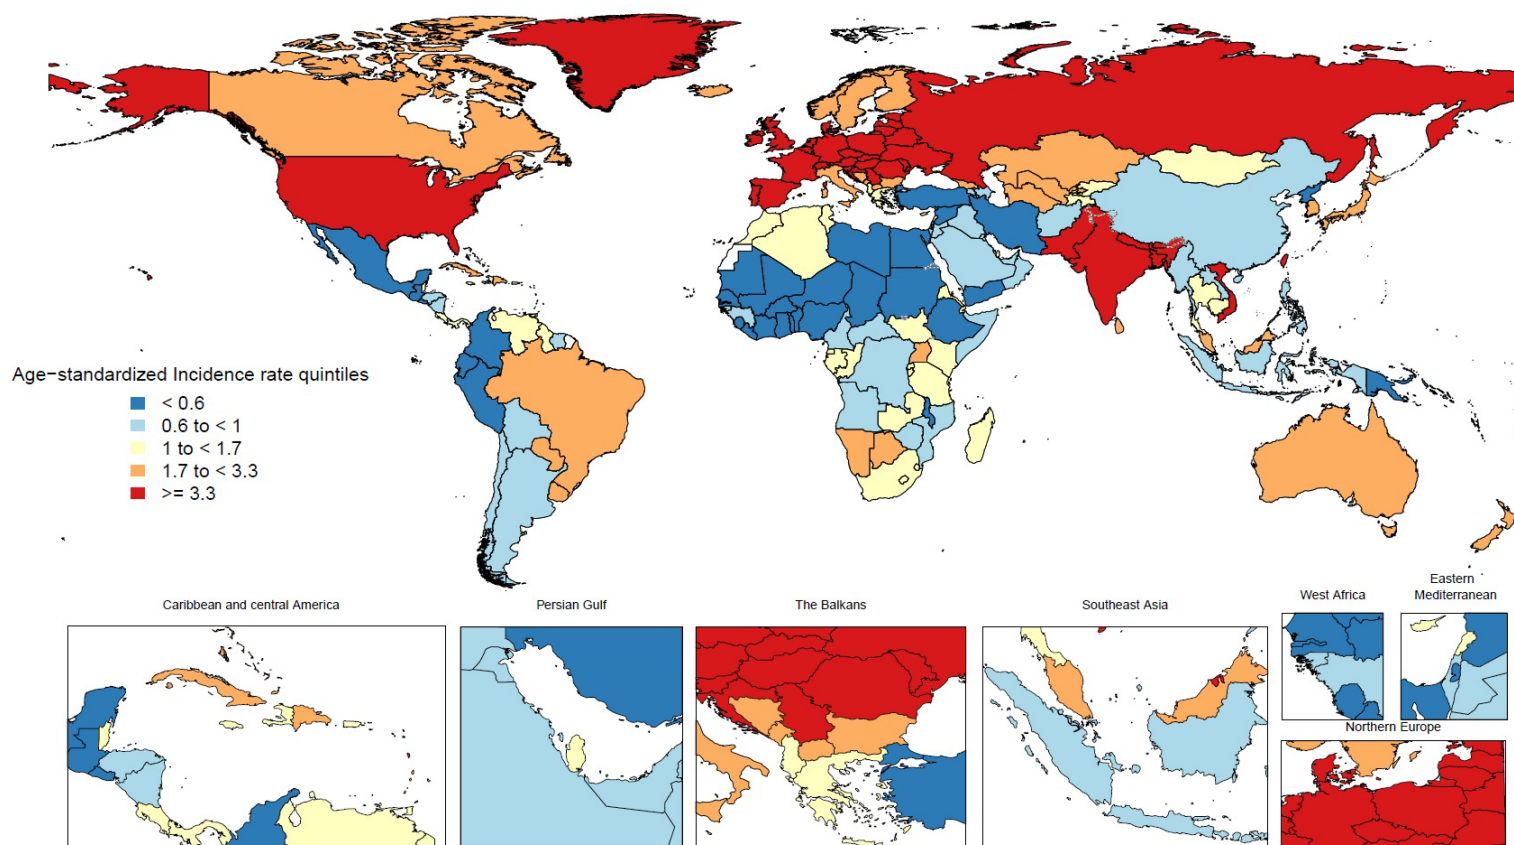 Age−standardized Incidence rate quintiles
< 0.6
0.6 to < 1
1 to < 1.7
1.7 to < 3.3
>= 3.3
Caribbean and central America
Persian Gulf
The Balkans
Southeast Asia
West Africa
Eastern
Mediterranean
Northern Europe